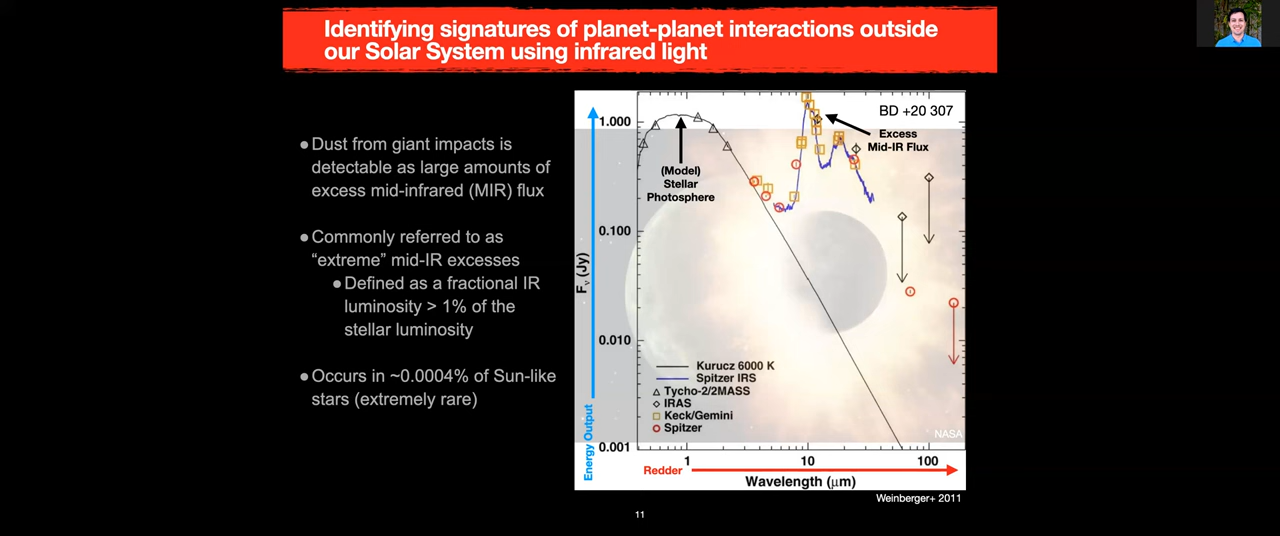 Identifying signatures of planet-planet interactions outside
our Solar System using infrared light
● Dust from giant impacts is
detectable as large amounts of
excess mid-infrared (MIR) flux
● Commonly referred to as
“extreme” mid-IR excesses
● Defined as a fractional IR
luminosity > 1% of the
stellar luminosity
● Occurs in ~0.0004% of Sun-like
stars (extremely rare)
BD +20 307
1.000
0.100
0.010
0.001
Fν (Jy)
Energy Output
(Model)
Stellar
Photosphere
Excess
Mid-IR Flux
Kurucz 6000 K
Spitzer IRS
Tycho-2/2MASS
IRAS
Keck/Gemini
Spitzer
NASA
1 10 100
Redder
Wavelength (μm)
Weinberger+ 2011
11